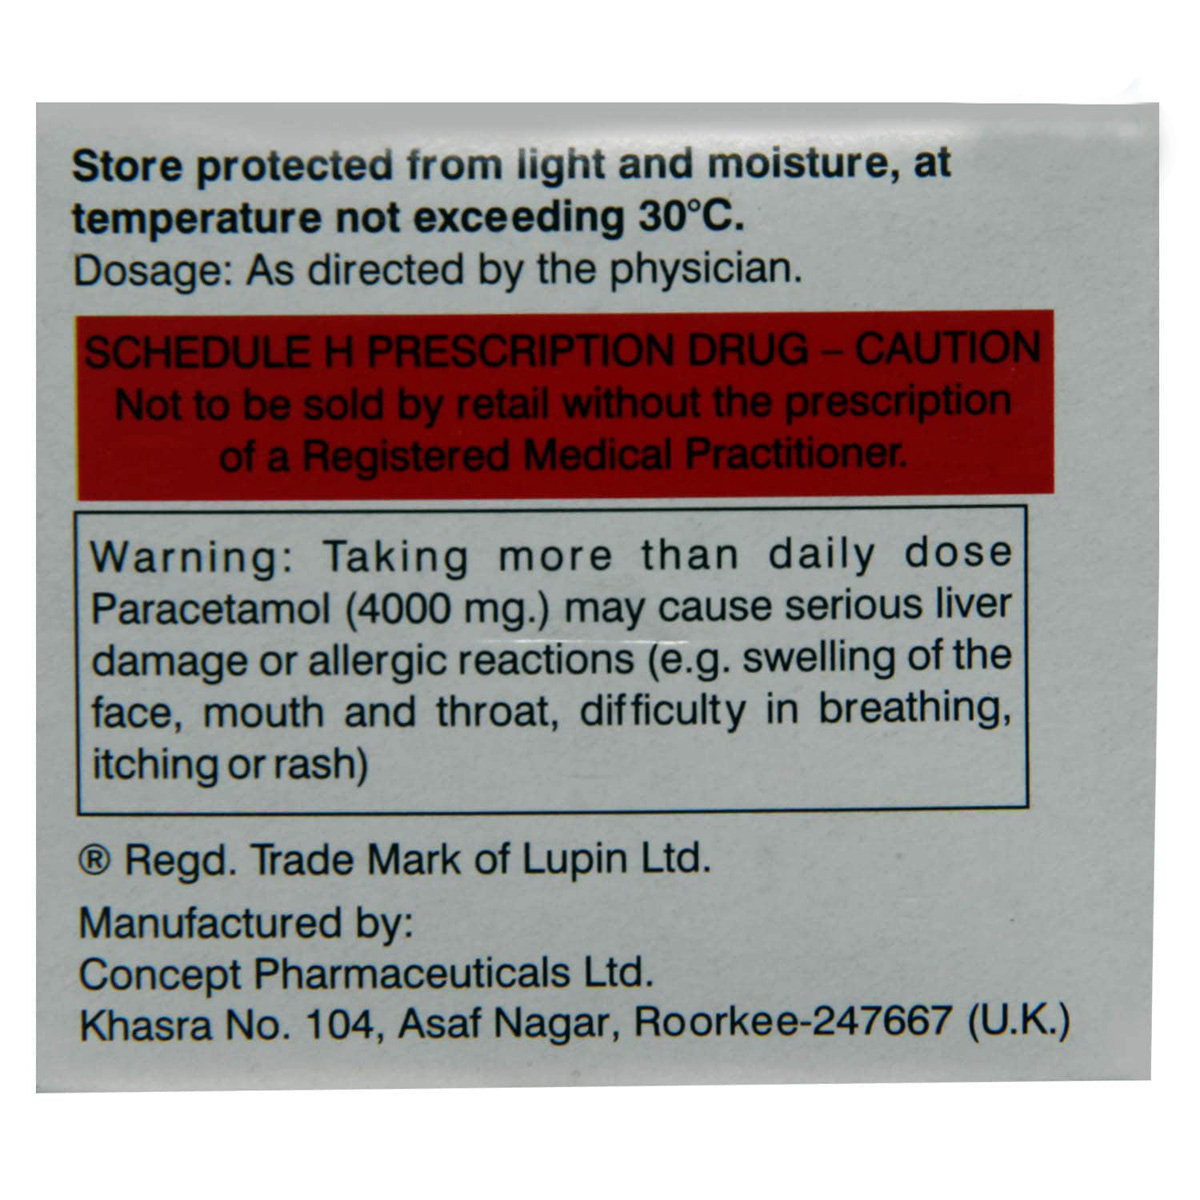 Store protected from light and moisture, at
temperature not exceeding 30°C.
Dosage: As directed by the physician.
SCHEDULE H PRESCRIPTION DRUG – CAUTION
Not to be sold by retail without the prescription
of a Registered Medical Practitioner.
Warning: Taking more than daily dose
Paracetamol (4000 mg.) may cause serious liver
damage or allergic reactions (e.g. swelling of the
face, mouth and throat, difficulty in breathing,
itching or rash)
® Regd. Trade Mark of Lupin Ltd.
Manufactured by:
Concept Pharmaceuticals Ltd.
Khasra No. 104, Asaf Nagar, Roorkee-247667 (U.K.)